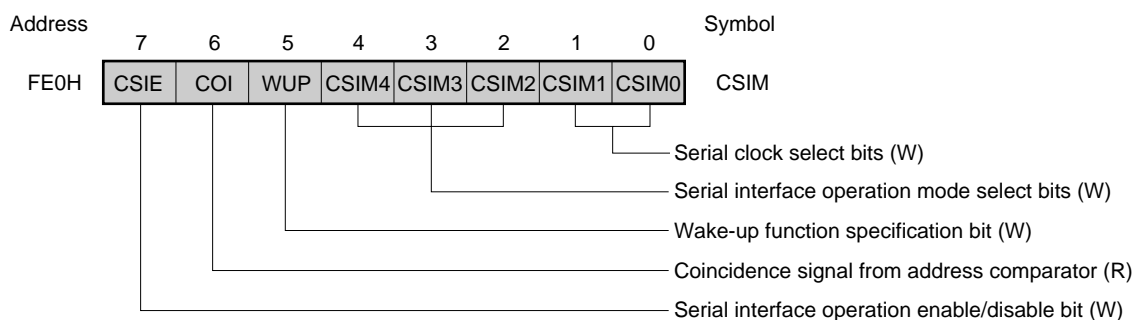 Address Symbol
7 6 5 4 3 2 1 0
FE0H CSIE COI WUP CSIM4 CSIM3 CSIM2 CSIM1 CSIM0 CSIM
Serial clock select bits (W)
Serial interface operation mode select bits (W)
Wake-up function specification bit (W)
Coincidence signal from address comparator (R)
Serial interface operation enable/disable bit (W)